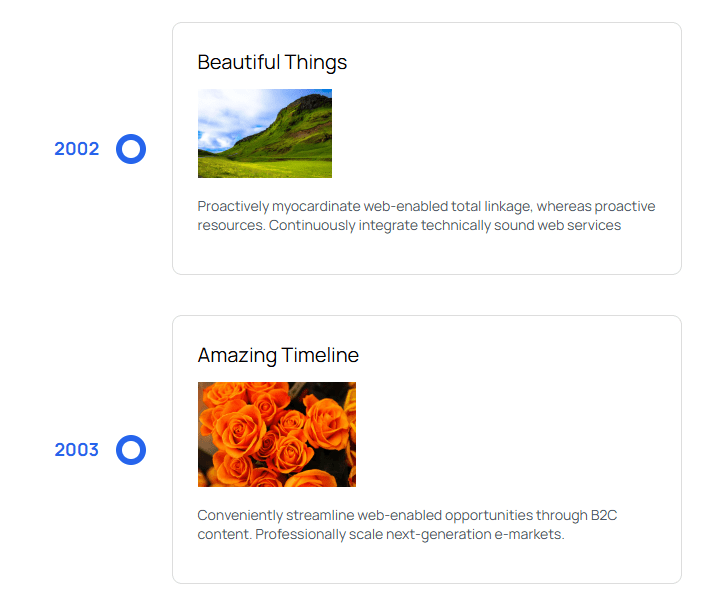 Beautiful Things
2002
Proactively myocardinate web-enabled total linkage, whereas proactive
resources. Continuously integrate technically sound web services
Amazing Timeline
2003
Conveniently streamline web-enabled opportunities through B2C
content. Professionally scale next-generation e-markets.